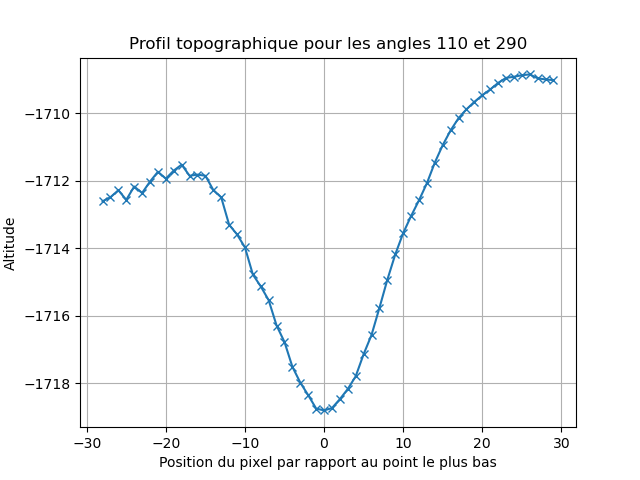 Profil topographique pour les angles 110 et 290
−1710
−1712
−1714
−1716
−1718
Altitude
−30 −20 −10 0 10 20 30
Position du pixel par rapport au point le plus bas